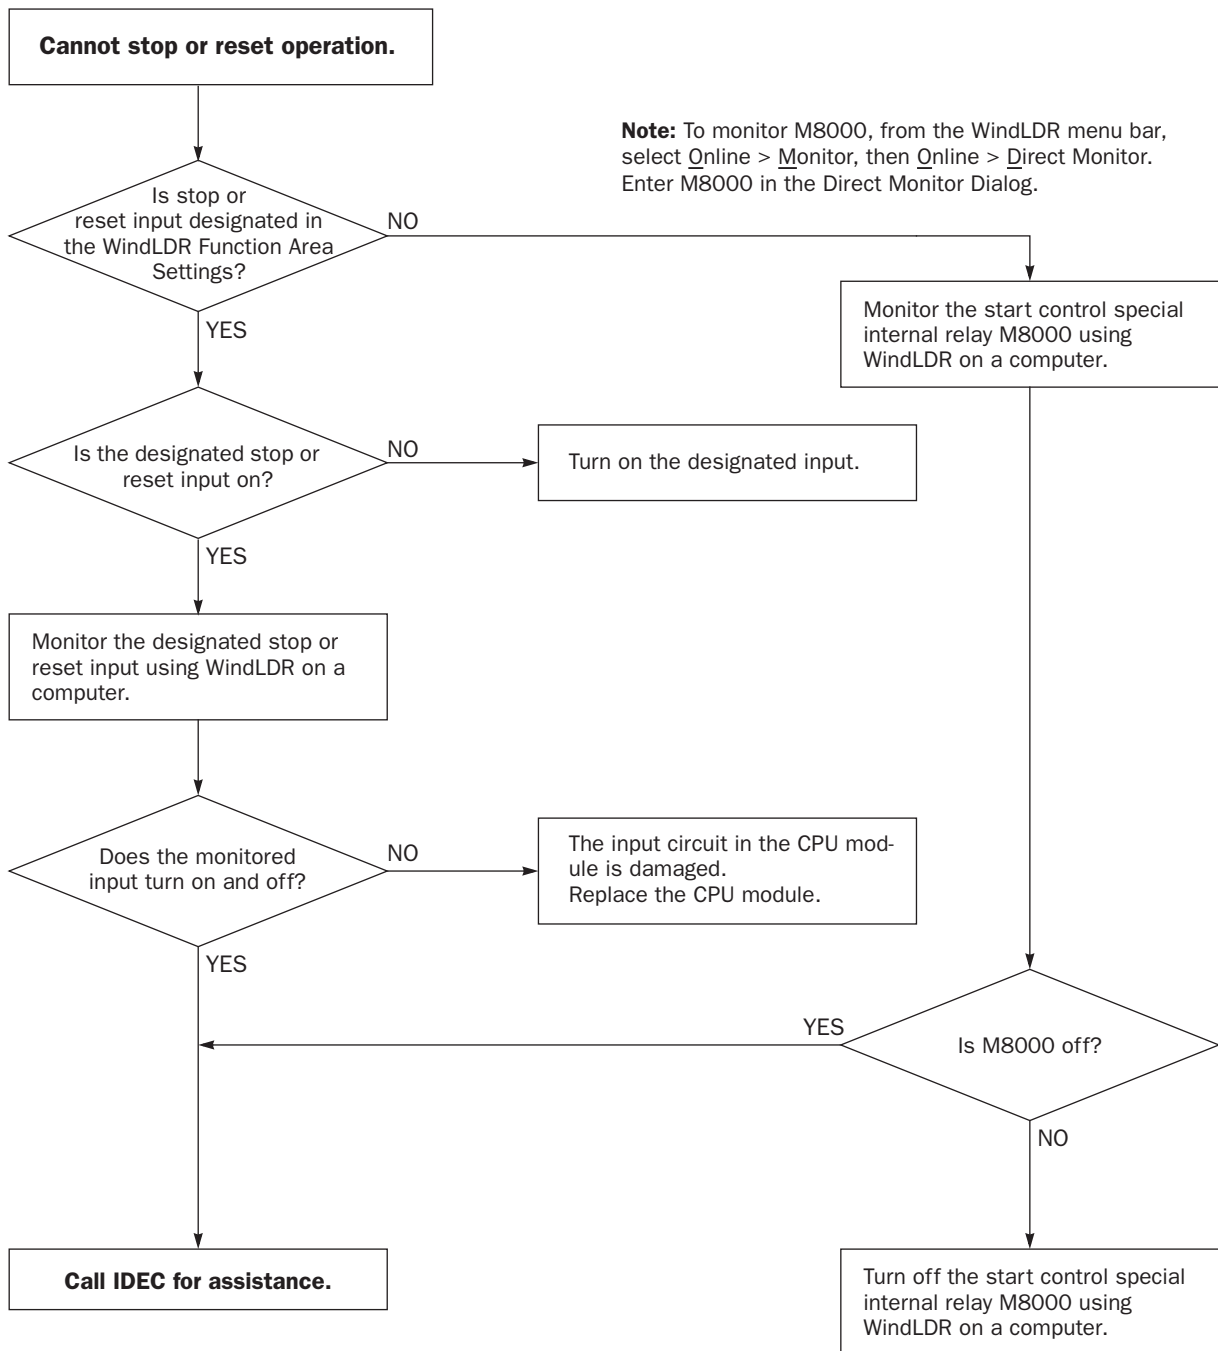 Cannot stop or reset operation.
Note: To monitor M8000, from the WindLDR menu bar,
select Online > Monitor, then Online > Direct Monitor.
Enter M8000 in the Direct Monitor Dialog.
Is stop or
reset input designated in
the WindLDR Function Area
Settings?
NO
YES
Monitor the start control special
internal relay M8000 using
WindLDR on a computer.
Is the designated stop or
reset input on?
NO
Turn on the designated input.
YES
Monitor the designated stop or
reset input using WindLDR on a
computer.
Does the monitored
input turn on and off?
NO
The input circuit in the CPU mod-
ule is damaged.
Replace the CPU module.
YES
YES
Is M8000 off?
NO
Call IDEC for assistance.
Turn off the start control special
internal relay M8000 using
WindLDR on a computer.